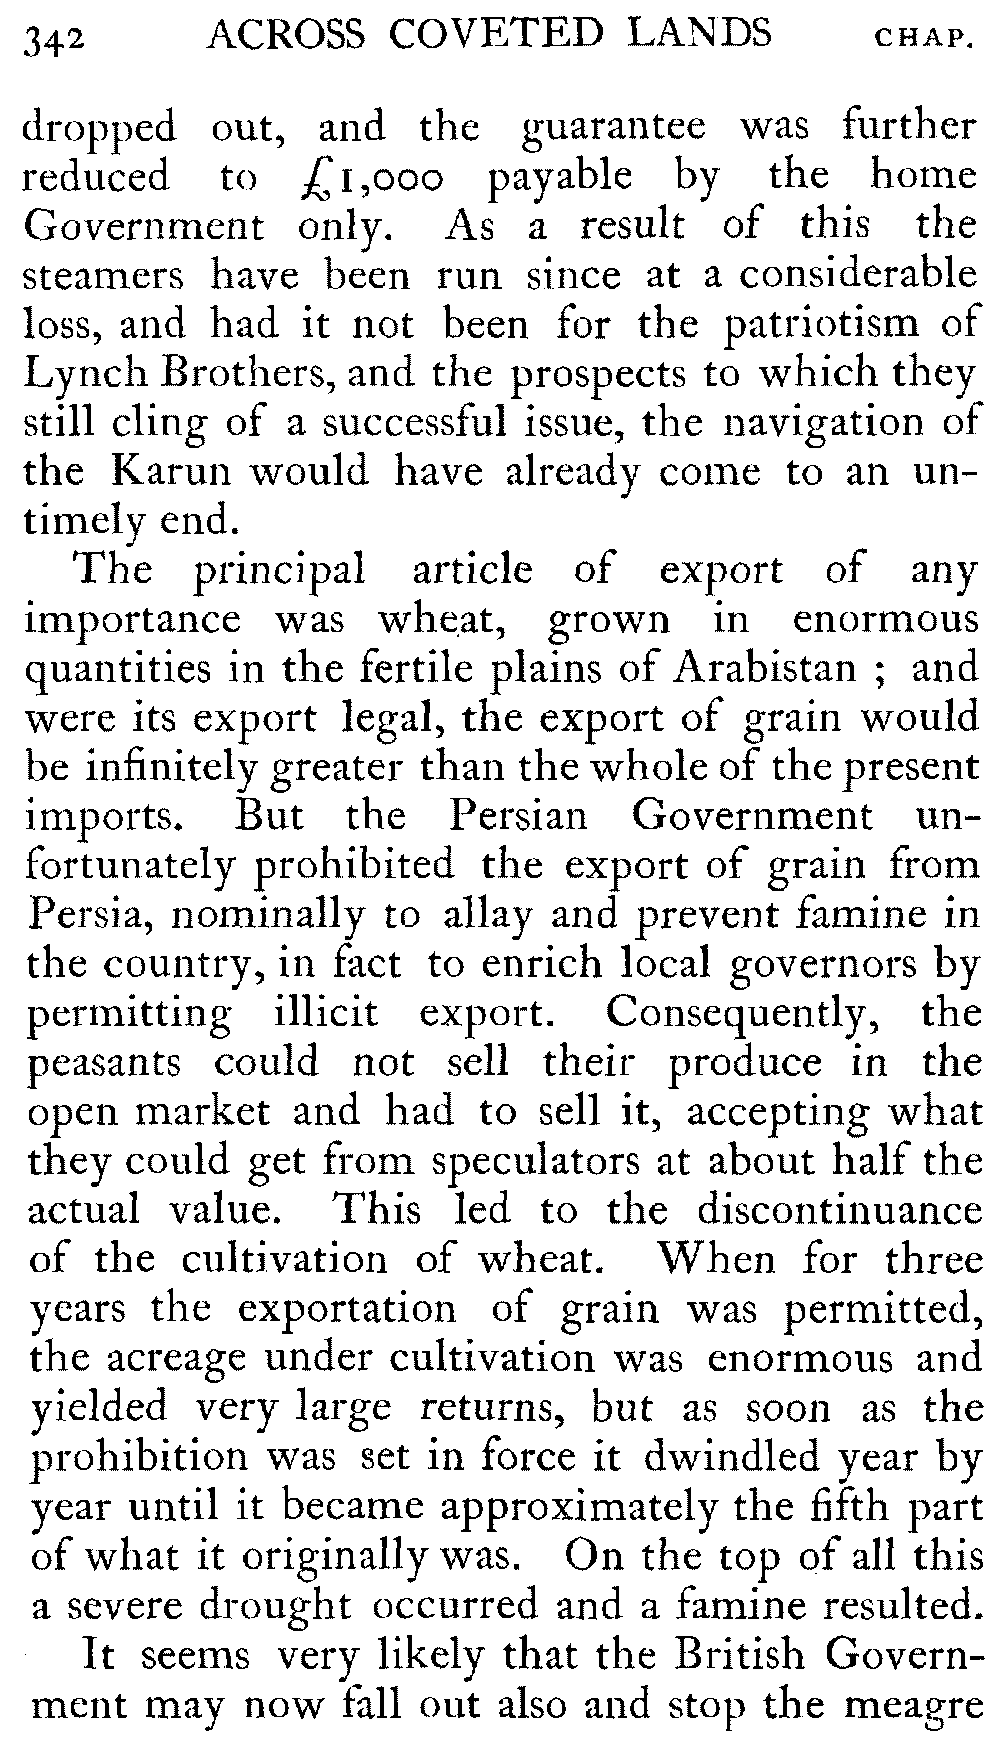 342 ACROSS COVETED LANDS CHAP.
dropped out, and the guarantee was further
reduced to £1,000 payable by the home
Government only. As a result of this the
steamers have been run since at a considerable
loss, and had it not been for the patriotism of
Lynch Brothers, and the prospects to which they
still cling of a successful issue, the navigation of
the Karun would have already come to an un-
timely end.
The principal article of export of any
importance was wheat, grown in enormous
quantities in the fertile plains of Arabistan ; and
were its export legal, the export of grain would
be infinitely greater than the whole of the present
imports. But the Persian Government un-
fortunately prohibited the export of grain from
Persia, nominally to allay and prevent famine in
the country, in fact to enrich local governors by
permitting illicit export. Consequently, the
peasants could not sell their produce in the
open market and had to sell it, accepting what
they could get from speculators at about half the
actual value. This led to the discontinuance
of the cultivation of wheat. When for three
years the exportation of grain was permitted,
the acreage under cultivation was enormous and
yielded very large returns, but as soon as the
prohibition was set in force it dwindled year by
year until it became approximately the fifth part
of what it originally was. On the top of all this
a severe drought occurred and a famine resulted.
It seems very likely that the British Govern-
ment may now fall out also and stop the meagre